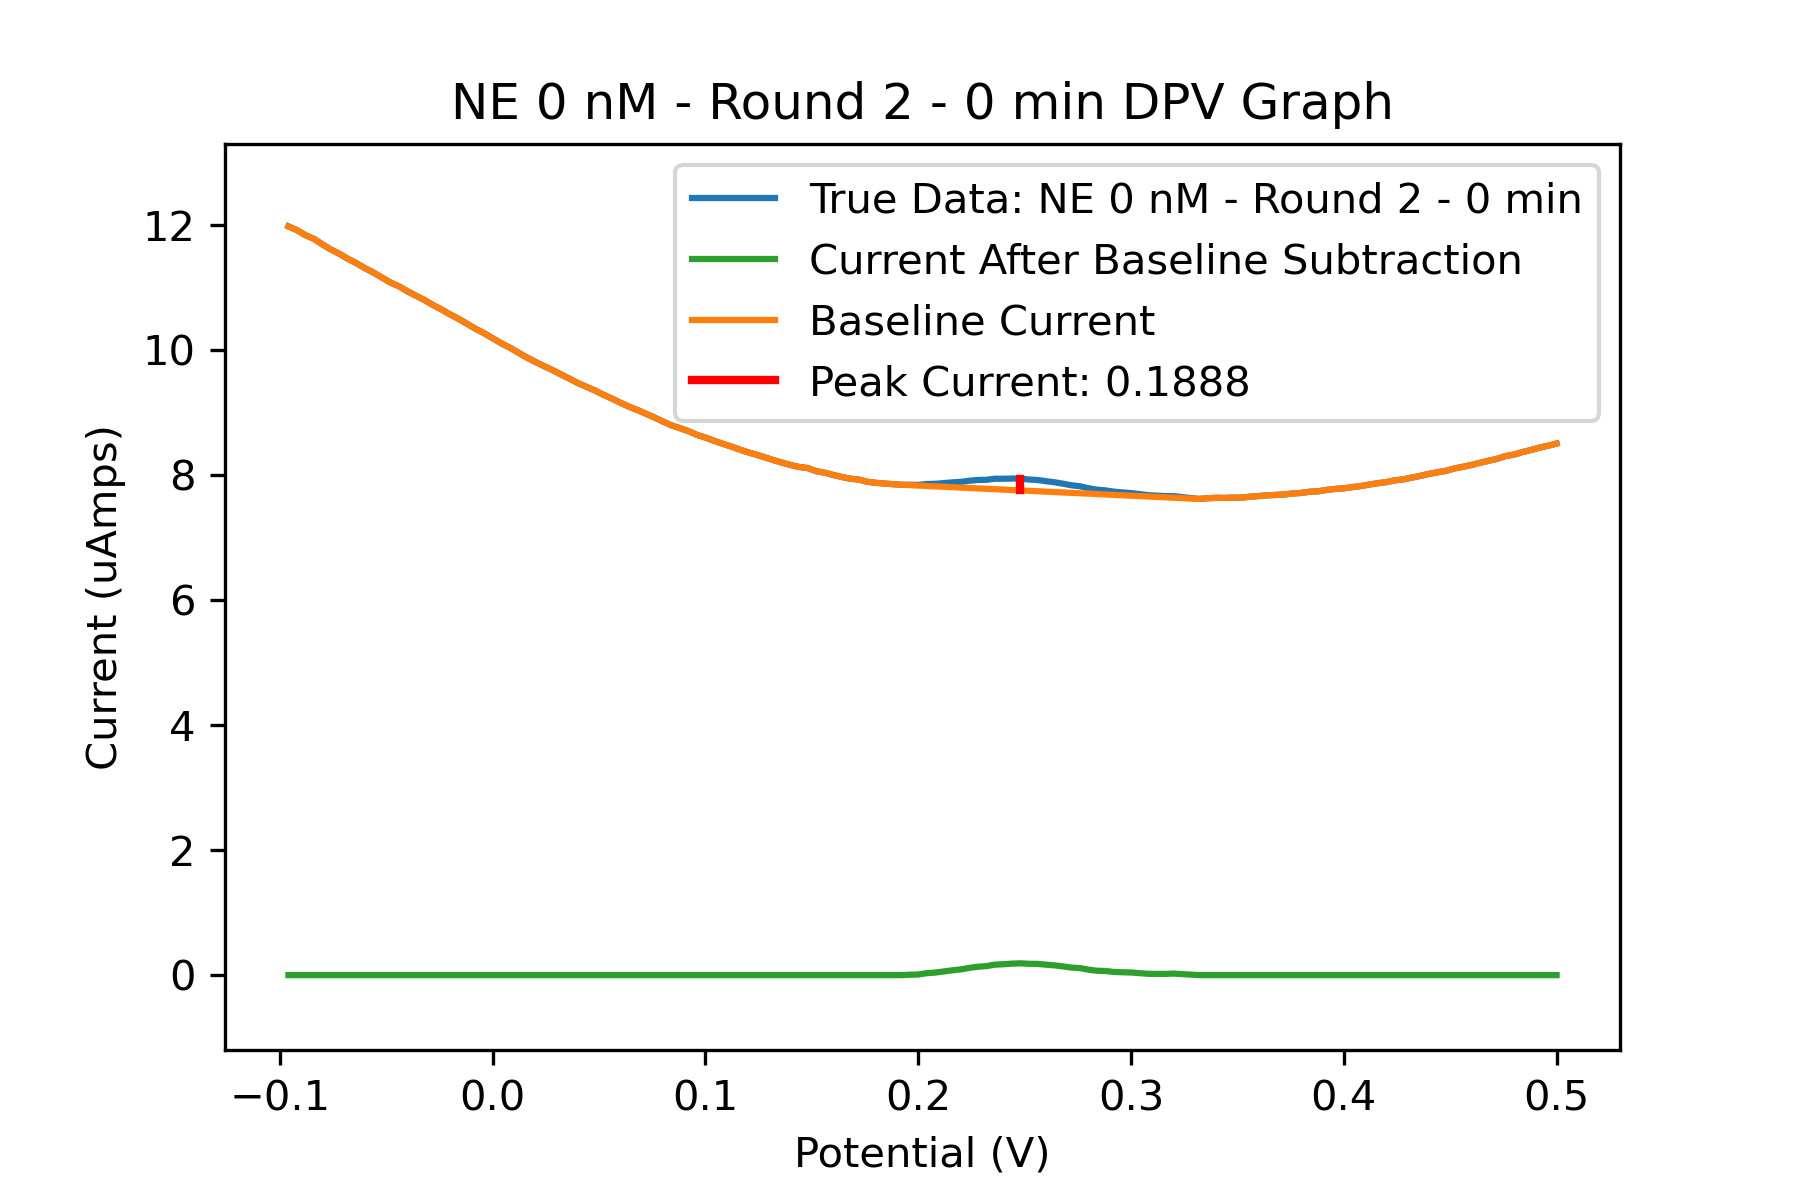 NE 0 nM - Round 2 - 0 min DPV Graph
True Data: NE 0 nM - Round 2 - 0 min
Current After Baseline Subtraction
Baseline Current
Peak Current: 0.1888
Current (uAmps)
12
10
8
6
4
2
0
−0.1 0.0 0.1 0.2 0.3 0.4 0.5
Potential (V)